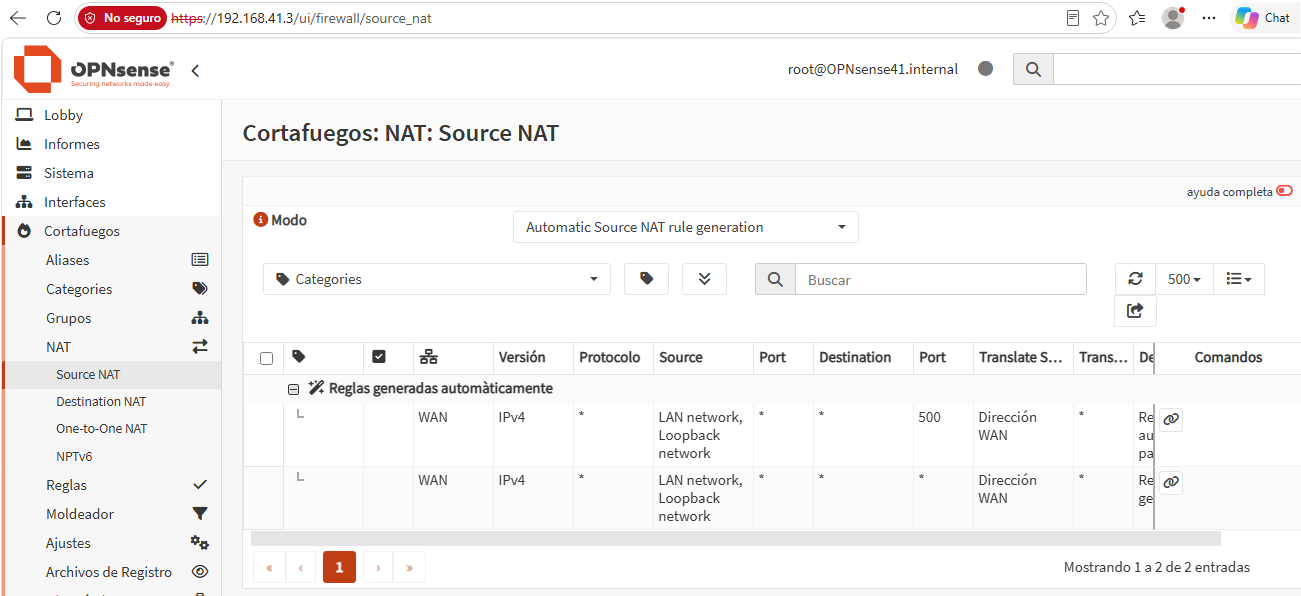 No seguro https://192.168.41.3/ui/firewall/source_nat Chat
OPNsense® root@OPNsense41.internal
Securing networks made easy
Lobby
Informes
Sistema
Interfaces
Cortafuegos
Aliases
Categories
Grupos
NAT
Source NAT
Destination NAT
One-to-One NAT
NPTv6
Reglas
Moldeador
Ajustes
Archivos de Registro
Cortafuegos: NAT: Source NAT
ayuda completa
Modo Automatic Source NAT rule generation
Categories Buscar 500
Versión Protocolo Source Port Destination Port Translate S... Trans... De Comandos
Reglas generadas automàticamente
WAN IPv4 * LAN network, * * 500 Dirección * Re
Loopback WAN au
network pa
WAN IPv4 * LAN network, * * * Dirección * Re
Loopback WAN ge
network
« ‹ 1 › » Mostrando 1 a 2 de 2 entradas